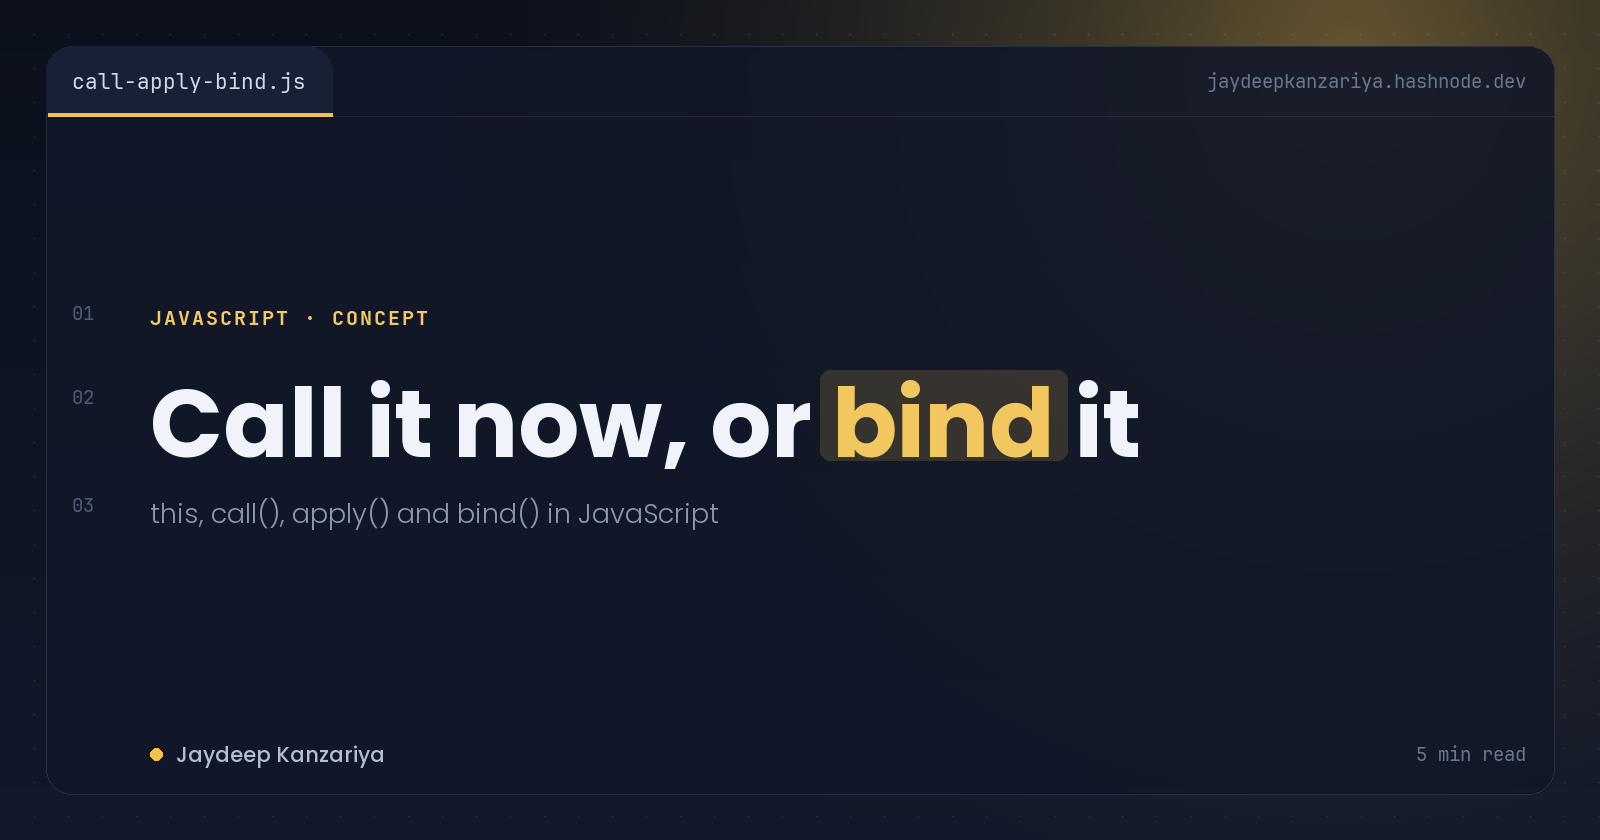 call-apply-bind.js
jaydeepkanzariya.hashnode.dev
01 JAVASCRIPT · CONCEPT
02 Call it now, or bind it
03 this, call(), apply() and bind() in JavaScript
Jaydeep Kanzariya
5 min read